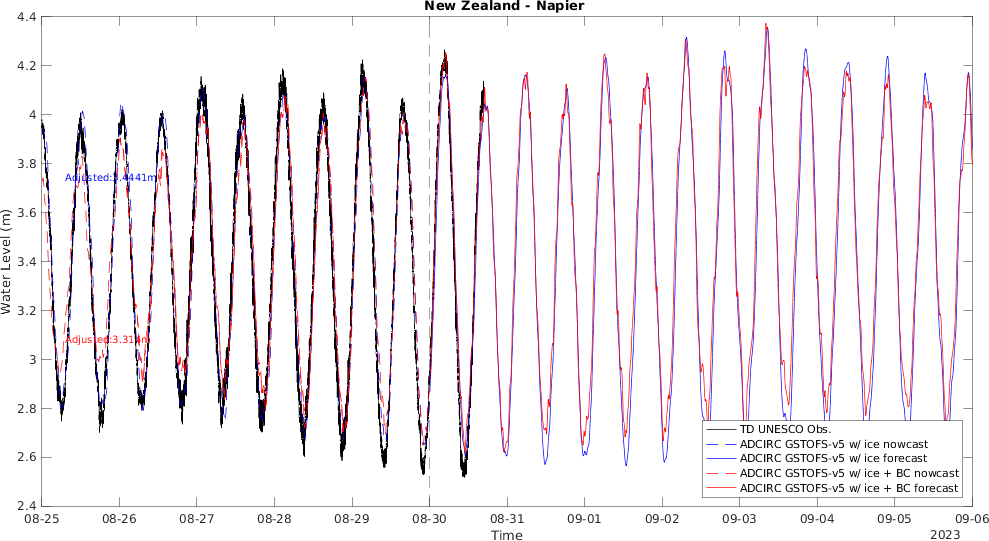 New Zealand - Napier
4.4
4.2
4
3.8
3.6
3.4
3.2
3
2.8
2.6
2.4
Water Level (m)
Adjusted:3.4441m
Adjusted:3.314m
TD UNESCO Obs.
ADCIRC GSTOFS-v5 w/ ice nowcast
ADCIRC GSTOFS-v5 w/ ice forecast
ADCIRC GSTOFS-v5 w/ ice + BC nowcast
ADCIRC GSTOFS-v5 w/ ice + BC forecast
08-25 08-26 08-27 08-28 08-29 08-30 08-31 09-01 09-02 09-03 09-04 09-05 09-06
Time
2023